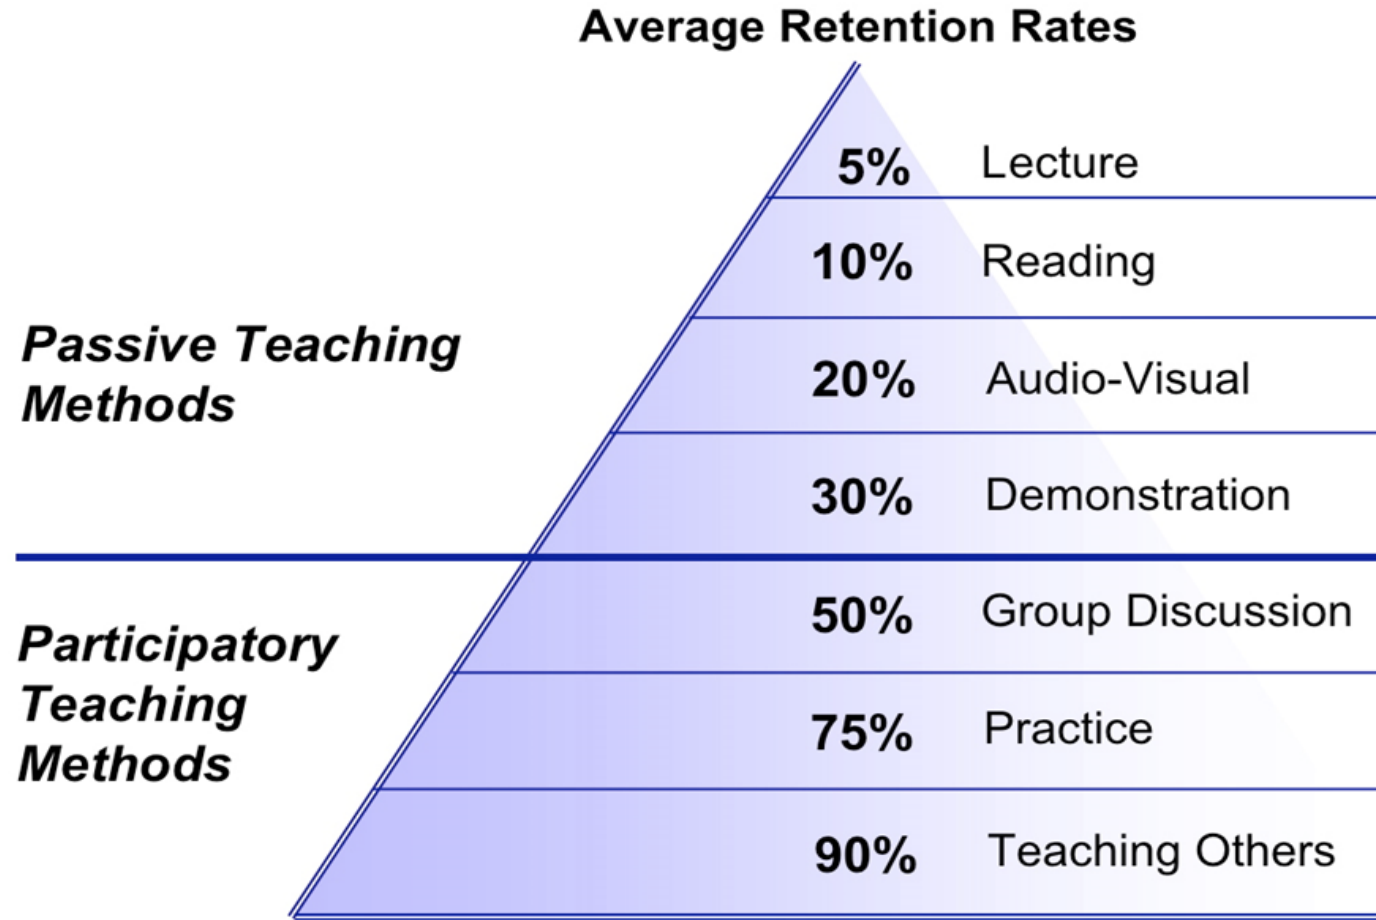 Average Retention Rates
5% Lecture
10% Reading
20% Audio-Visual
30% Demonstration
Passive Teaching
Methods
50% Group Discussion
75% Practice
90% Teaching Others
Participatory
Teaching
Methods